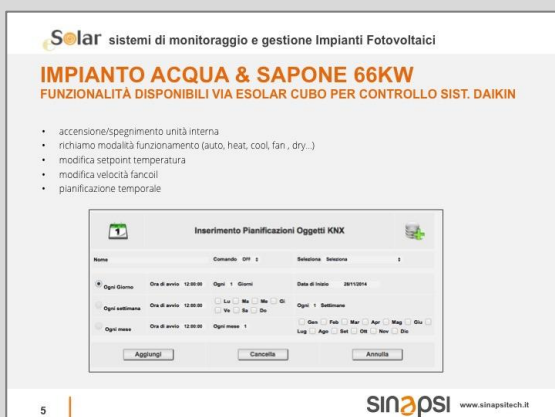 eSolar sistemi di monitoraggio e gestione Impianti Fotovoltaici
IMPIANTO ACQUA & SAPONE 66KW
FUNZIONALITÀ DISPONIBILI VIA ESOLAR CUBO PER CONTROLLO SIST. DAIKIN
• accensione/spegnimento unità interna
• richiamo modalità funzionamento (auto, heat, cool, fan , dry...)
• modifica setpoint temperatura
• modifica velocità fancoil
• pianificazione temporale
1
Inserimento Pianificazioni Oggetti KNX
Nome Comando OFF Seleziona Seleziona
Ogni Giorno Ora di avvio 12:00:00 Ogni 1 Giorni Data di Inizio 28/11/2014
Ogni settimana Ora di avvio 12:00:00 Lu Ma Me Gi Ogni 1 Settimane
Ve Sa Do
Ogni mese Ora di avvio 12:00:00 Ogni mese 1 Gen Feb Mar Apr Mag Giu
Lug Ago Set Ott Nov Dic
Aggiungi Cancella Annulla
5 sinapsi www.sinapsitech.it